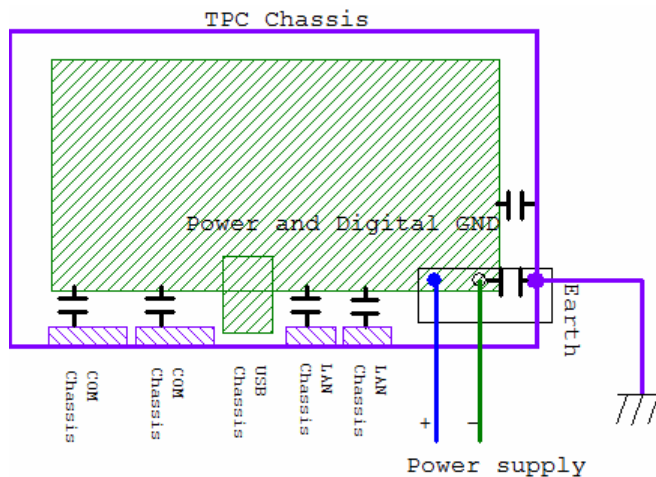 TPC Chassis
Power and Digital GND
Earth
COM
Chassis
COM
Chassis
USB
Chassis
LAN
Chassis
LAN
Chassis
+
-
Power supply